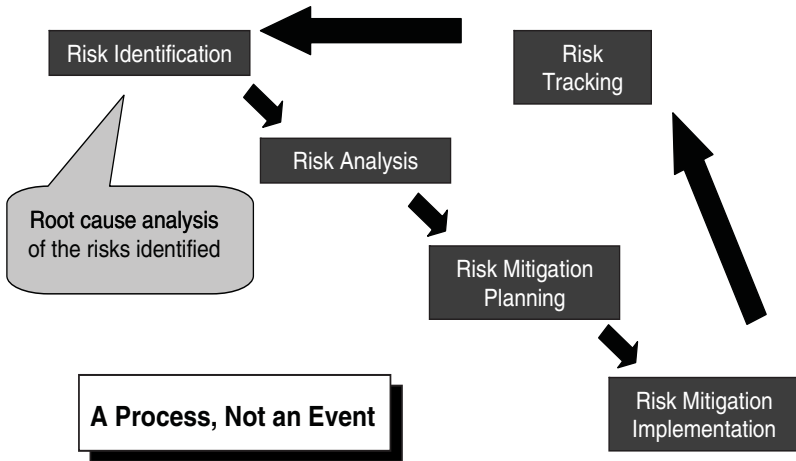 Risk Identification
Risk
Tracking
Risk Analysis
Root cause analysis
of the risks identified
Risk Mitigation
Planning
A Process, Not an Event
Risk Mitigation
Implementation